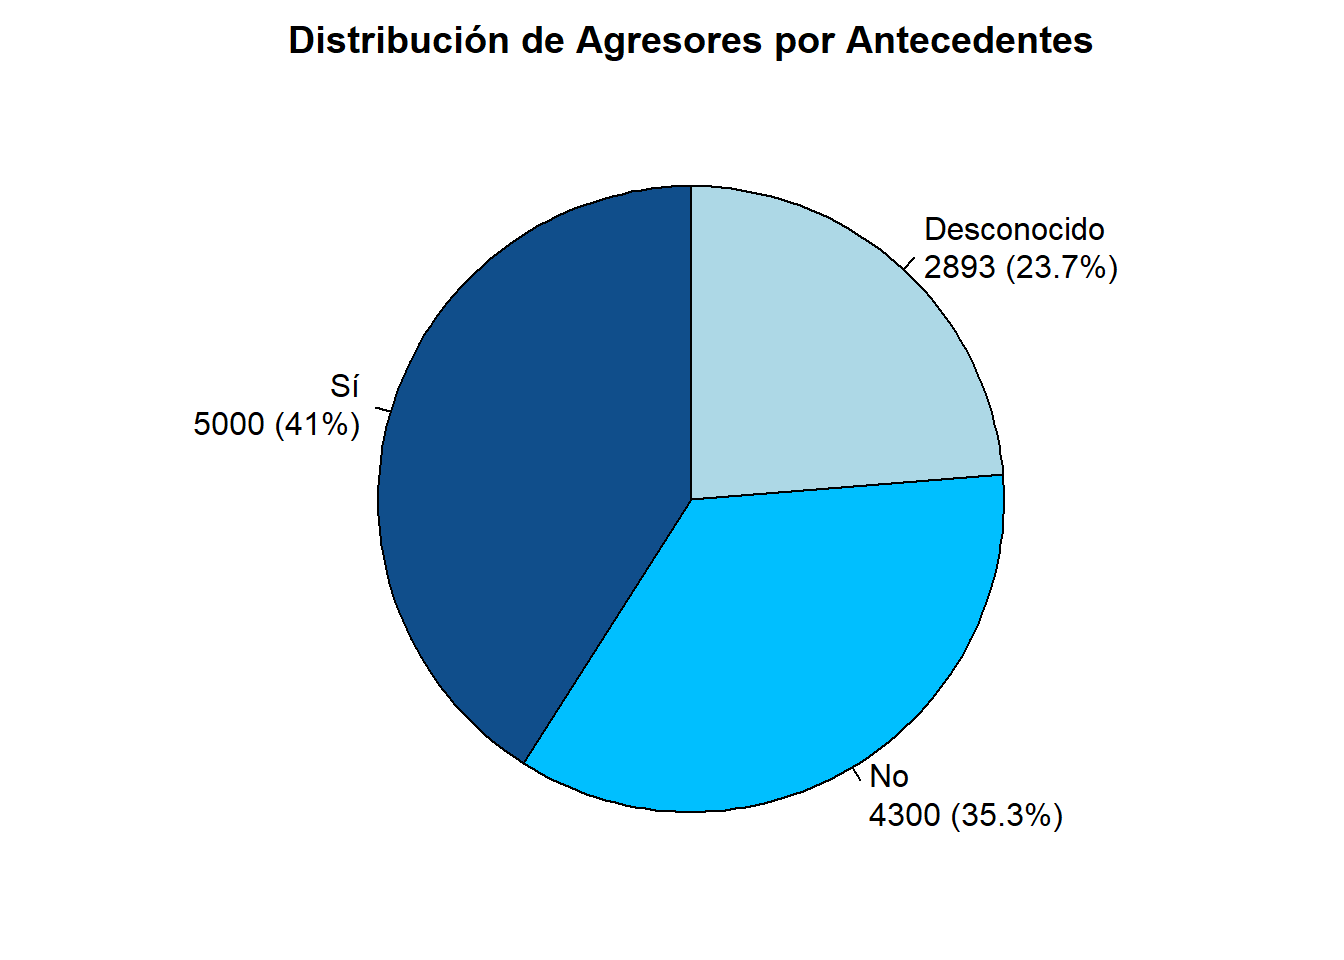 Distribución de Agresores por Antecedentes
Desconocido
2893 (23.7%)
Sí
5000 (41%)
No
4300 (35.3%)